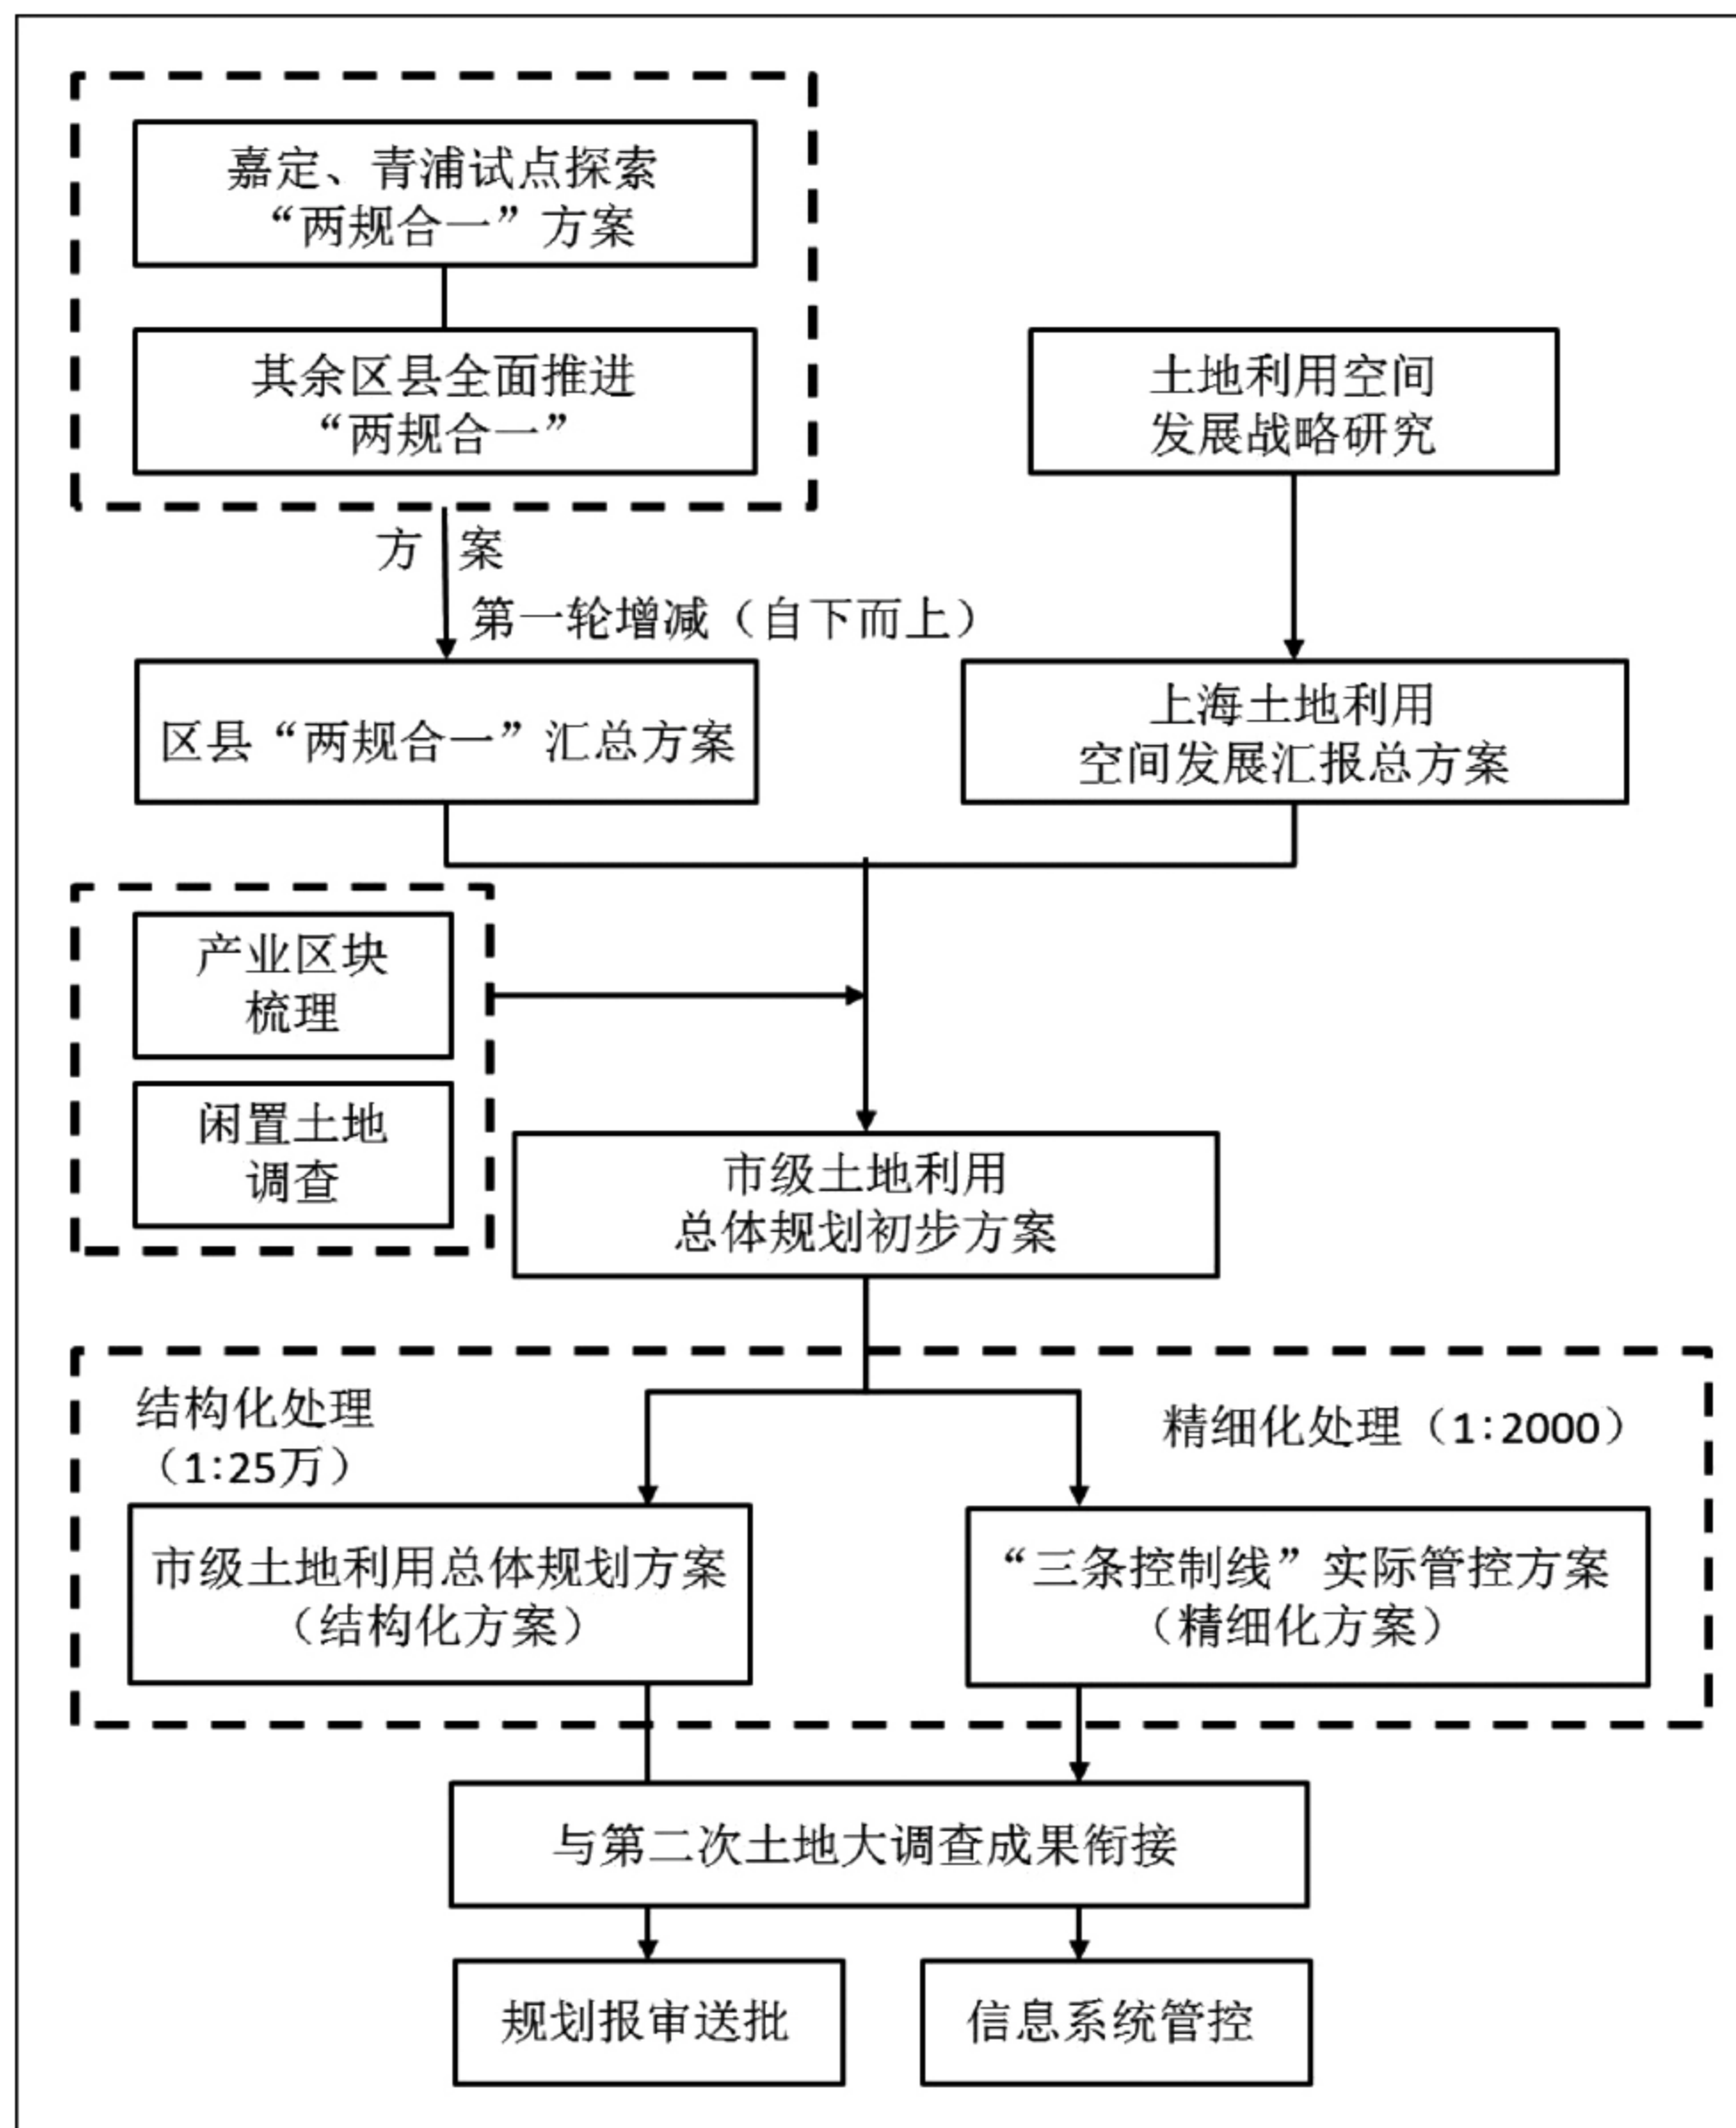 嘉定、青浦试点探索
“两规合一”方案
其余区县全面推进
“两规合一”
土地利用空间
发展战略研究
方 案
第一轮增减（自下而上）
区县“两规合一”汇总方案
上海土地利用
空间发展汇报总方案
产业区块
梳理
闲置土地
调查
市级土地利用
总体规划初步方案
结构化处理
（1:25万）
精细化处理（1:2000）
市级土地利用总体规划方案
（结构化方案）
“三条控制线”实际管控方案
（精细化方案）
与第二次土地大调查成果衔接
规划报审送批
信息系统管控